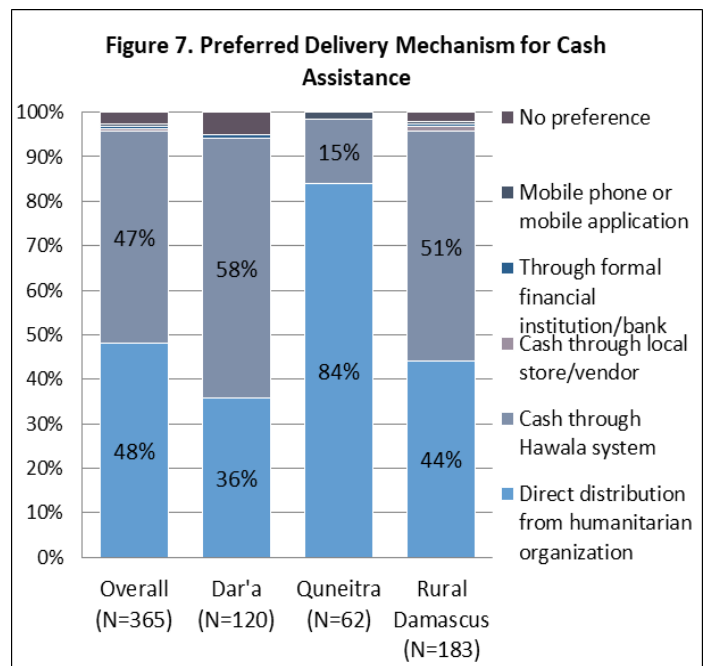 Figure 7. Preferred Delivery Mechanism for Cash
Assistance
100%
90%
80%
70%
60%
50%
40%
30%
20%
10%
0%
47%
48%
58%
36%
15%
84%
51%
44%
Overall
(N=365)
Dar'a
(N=120)
Quneitra
(N=62)
Rural
Damascus
(N=183)
No preference
Mobile phone or
mobile application
Through formal
financial
institution/bank
Cash through local
store/vendor
Cash through
Hawala system
Direct distribution
from humanitarian
organization